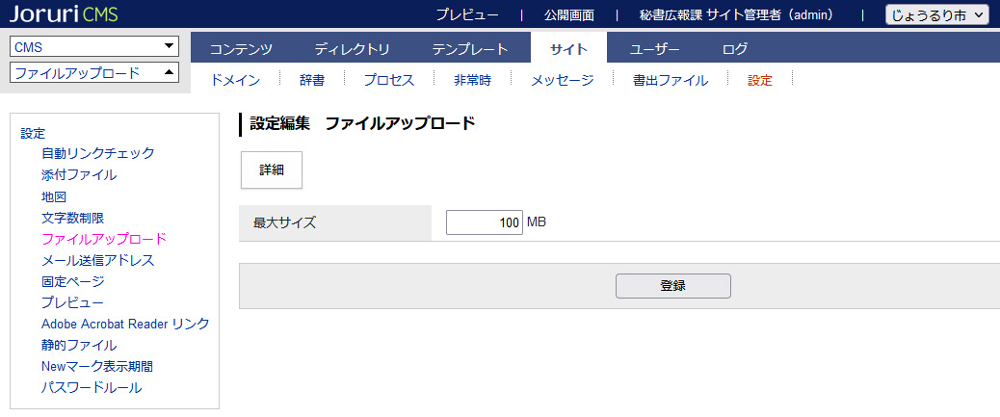 Joruri CMS
プレビュー | 公開画面 | 秘書広報課 サイト管理者（admin） | じょうるり市
CMS
コンテンツ ディレクトリ テンプレート サイト ユーザー ログ
ファイルアップロード
ドメイン 辞書 プロセス 非常時 メッセージ 書出ファイル 設定
設定
自動リンクチェック
添付ファイル
地図
文字数制限
ファイルアップロード
メール送信アドレス
固定ページ
プレビュー
Adobe Acrobat Reader リンク
静的ファイル
Newマーク表示期間
パスワードルール
設定編集　ファイルアップロード
詳細
最大サイズ 100 MB
登録